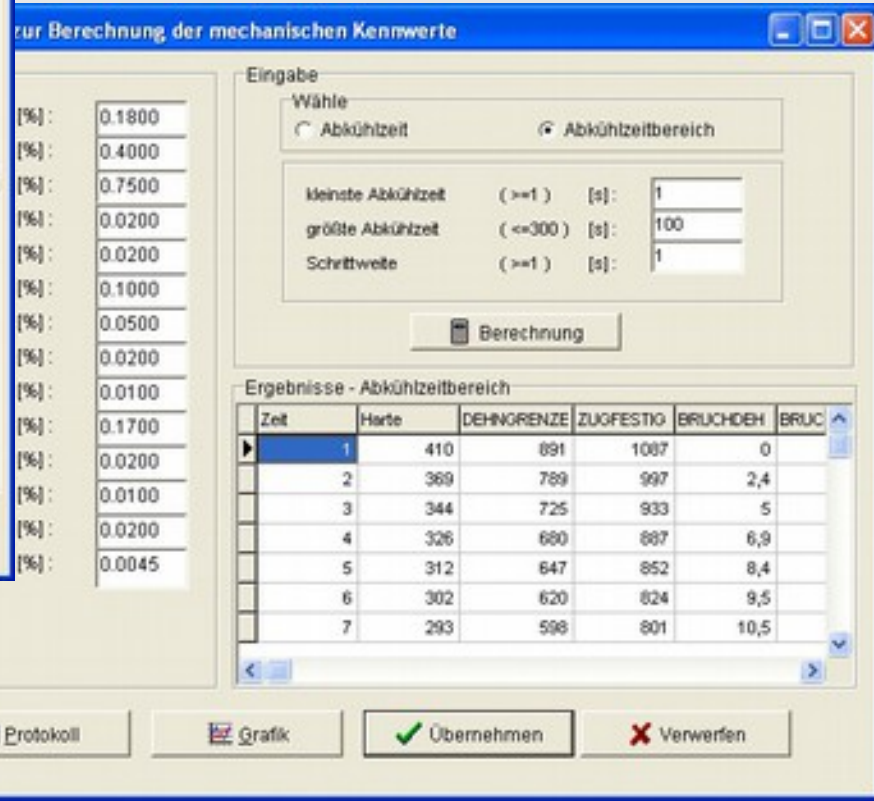 zur Berechnung der mechanischen Kennwerte
[%] : 0.1800
[%] : 0.4000
[%] : 0.7500
[%] : 0.0200
[%] : 0.0200
[%] : 0.1000
[%] : 0.0500
[%] : 0.0200
[%] : 0.0100
[%] : 0.1700
[%] : 0.0200
[%] : 0.0100
[%] : 0.0200
[%] : 0.0045
Eingabe
Wähle
Abkühlzeit Abkühlzeitbereich
kleinste Abkühlzeit ( >=1 ) [s] : 1
größte Abkühlzeit ( <=300 ) [s] : 100
Schrittweite ( >=1 ) [s] : 1
Berechnung
Ergebnisse - Abkühlzeitbereich
Zeit Harte DEHNGRENZE ZUGFESTIG BRUCHDEH BRUC
1 410 891 1087 0
2 369 789 997 2,4
3 344 725 933 5
4 326 680 887 6,9
5 312 647 852 8,4
6 302 620 824 9,5
7 293 598 801 10,5
Protokoll Grafik Übernehmen Verwerfen